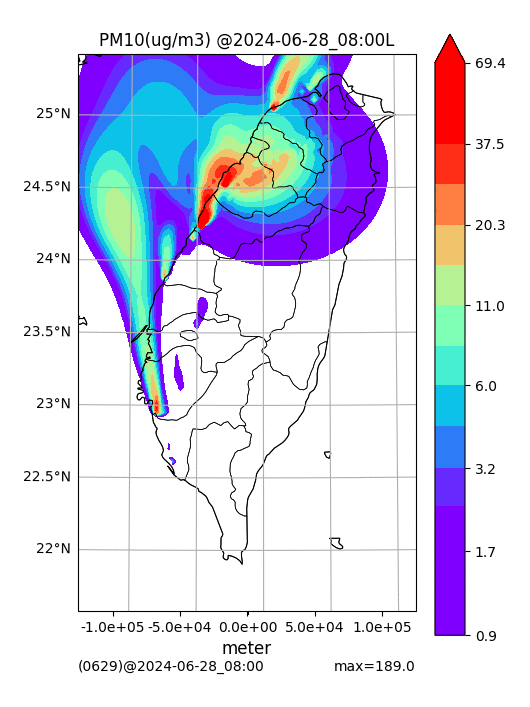 PM10(ug/m3) @2024-06-28_08:00L
69.4
37.5
20.3
11.0
6.0
3.2
1.7
0.9
25°N
24.5°N
24°N
23.5°N
23°N
22.5°N
22°N
-1.0e+05 -5.0e+04 0.0e+00 5.0e+04 1.0e+05
meter
(0629)@2024-06-28_08:00 max=189.0